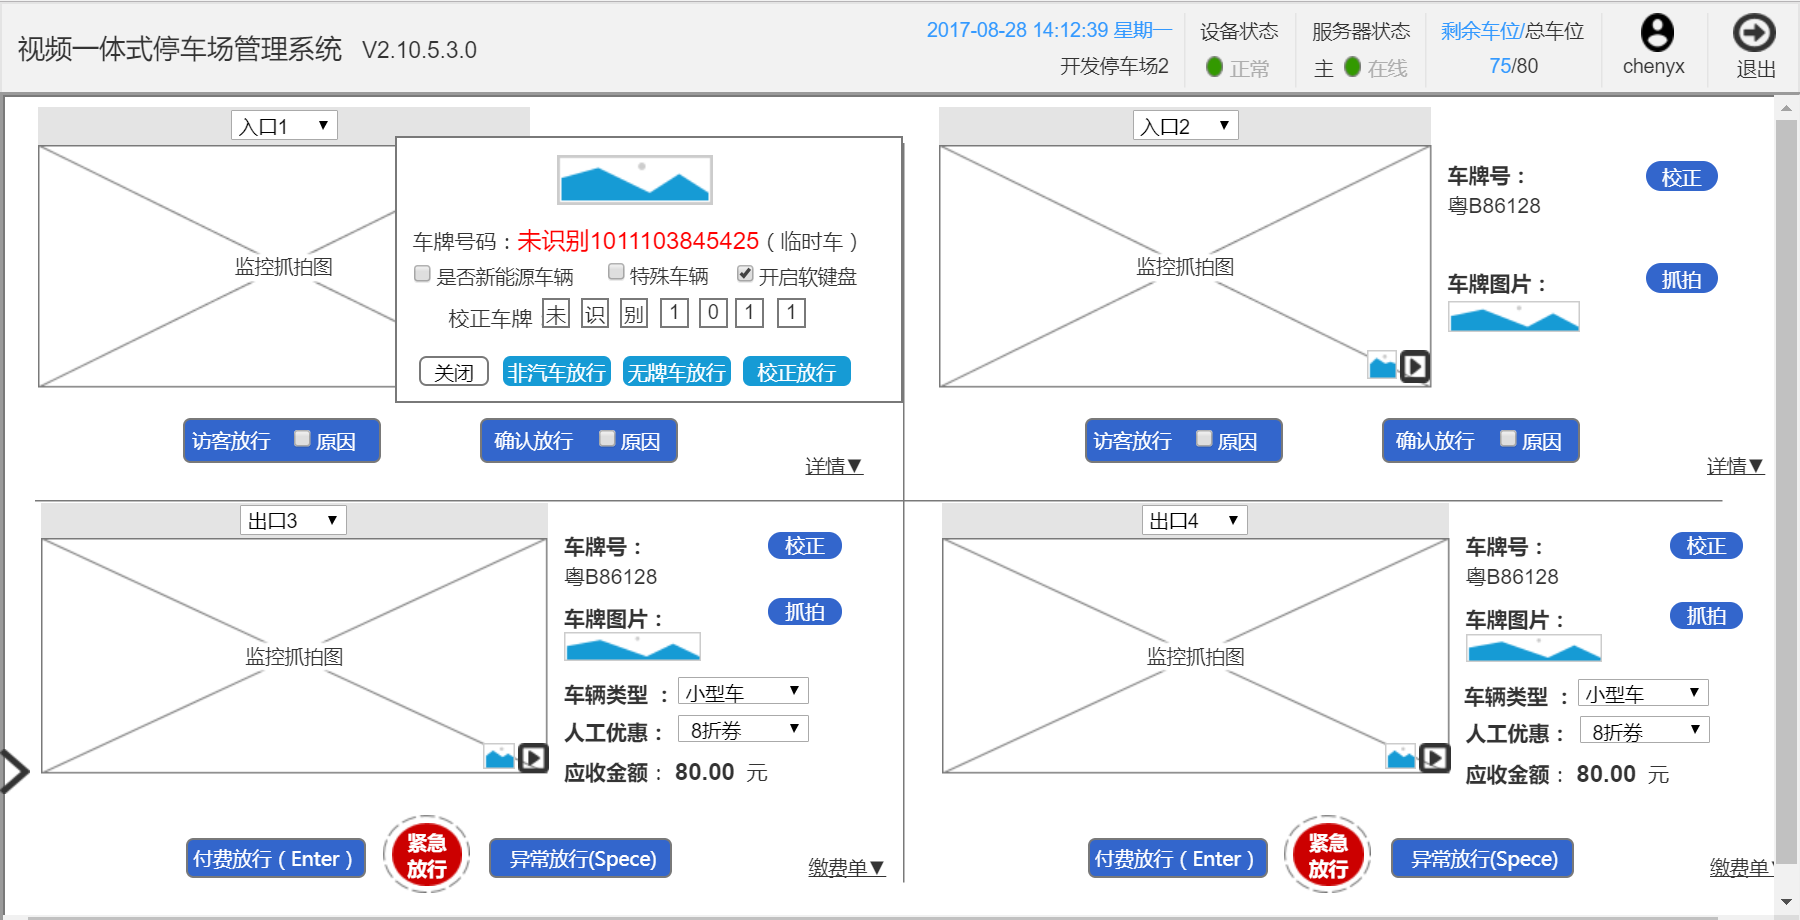 视频一体式停车场管理系统 V2.10.5.3.0
2017-08-28 14:12:39 星期一
开发停车场2
设备状态
正常
服务器状态
主 在线
剩余车位/总车位
75/80
chenyx
退出
入口1 ▼
监控抓拍图
车牌号码：未识别1011103845425（临时车）
是否新能源车辆 特殊车辆 开启软键盘
校正车牌 未 识 别 1 0 1 1
关闭 非汽车放行 无牌车放行 校正放行
访客放行 原因 确认放行 原因
详情▼
入口2 ▼
监控抓拍图
车牌号： 校正
粤B86128
车牌图片： 抓拍
访客放行 原因 确认放行 原因
详情▼
出口3 ▼
监控抓拍图
车牌号： 校正
粤B86128
车牌图片： 抓拍
车辆类型 ： 小型车 ▼
人工优惠： 8折券 ▼
应收金额： 80.00 元
付费放行（Enter） 紧急
放行 异常放行(Spece)
缴费单▼
出口4 ▼
监控抓拍图
车牌号： 校正
粤B86128
车牌图片： 抓拍
车辆类型 ： 小型车 ▼
人工优惠： 8折券 ▼
应收金额： 80.00 元
付费放行（Enter） 紧急
放行 异常放行(Spece)
缴费单▼